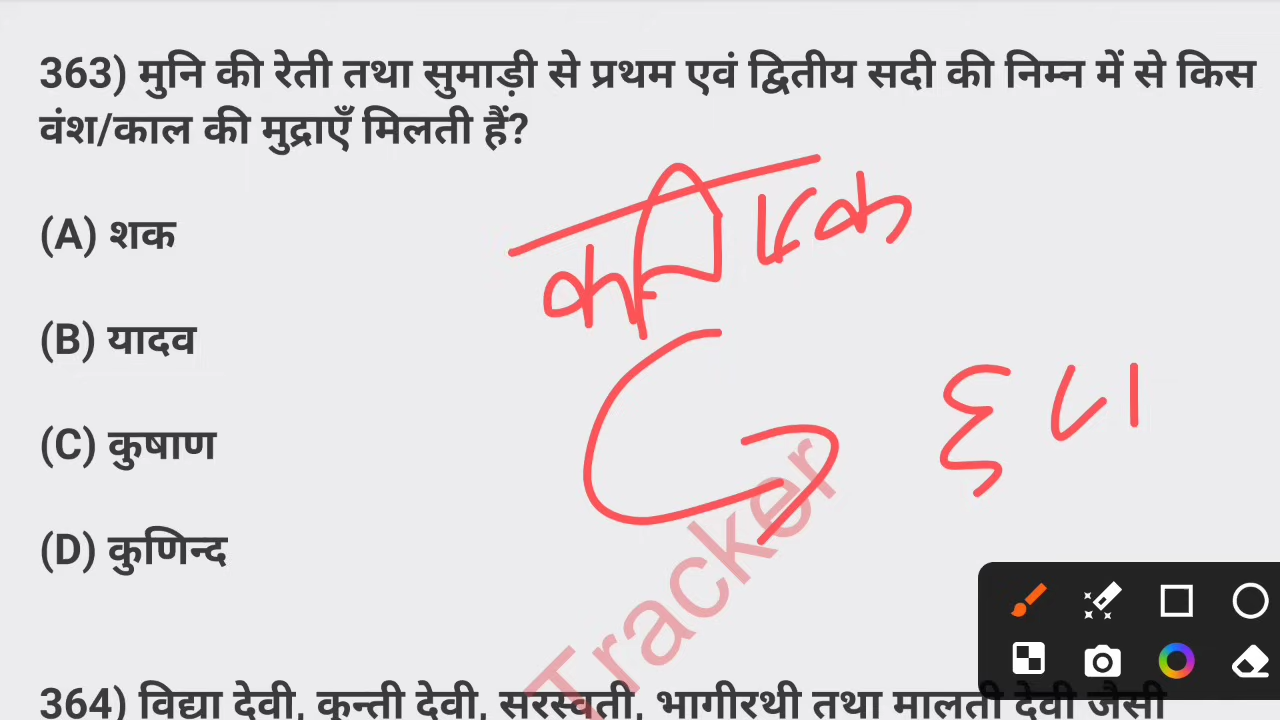 363) मुनि की रेती तथा सुमाड़ी से प्रथम एवं द्वितीय सदी की निम्न में से किस
वंश/काल की मुद्राएँ मिलती हैं?
(A) शक
(B) यादव
(C) कुषाण
(D) कुणिन्द
Tracker
364) विद्या देवी, कुन्ती देवी, सरस्वती, भागीरथी तथा मालती देवी जैसी